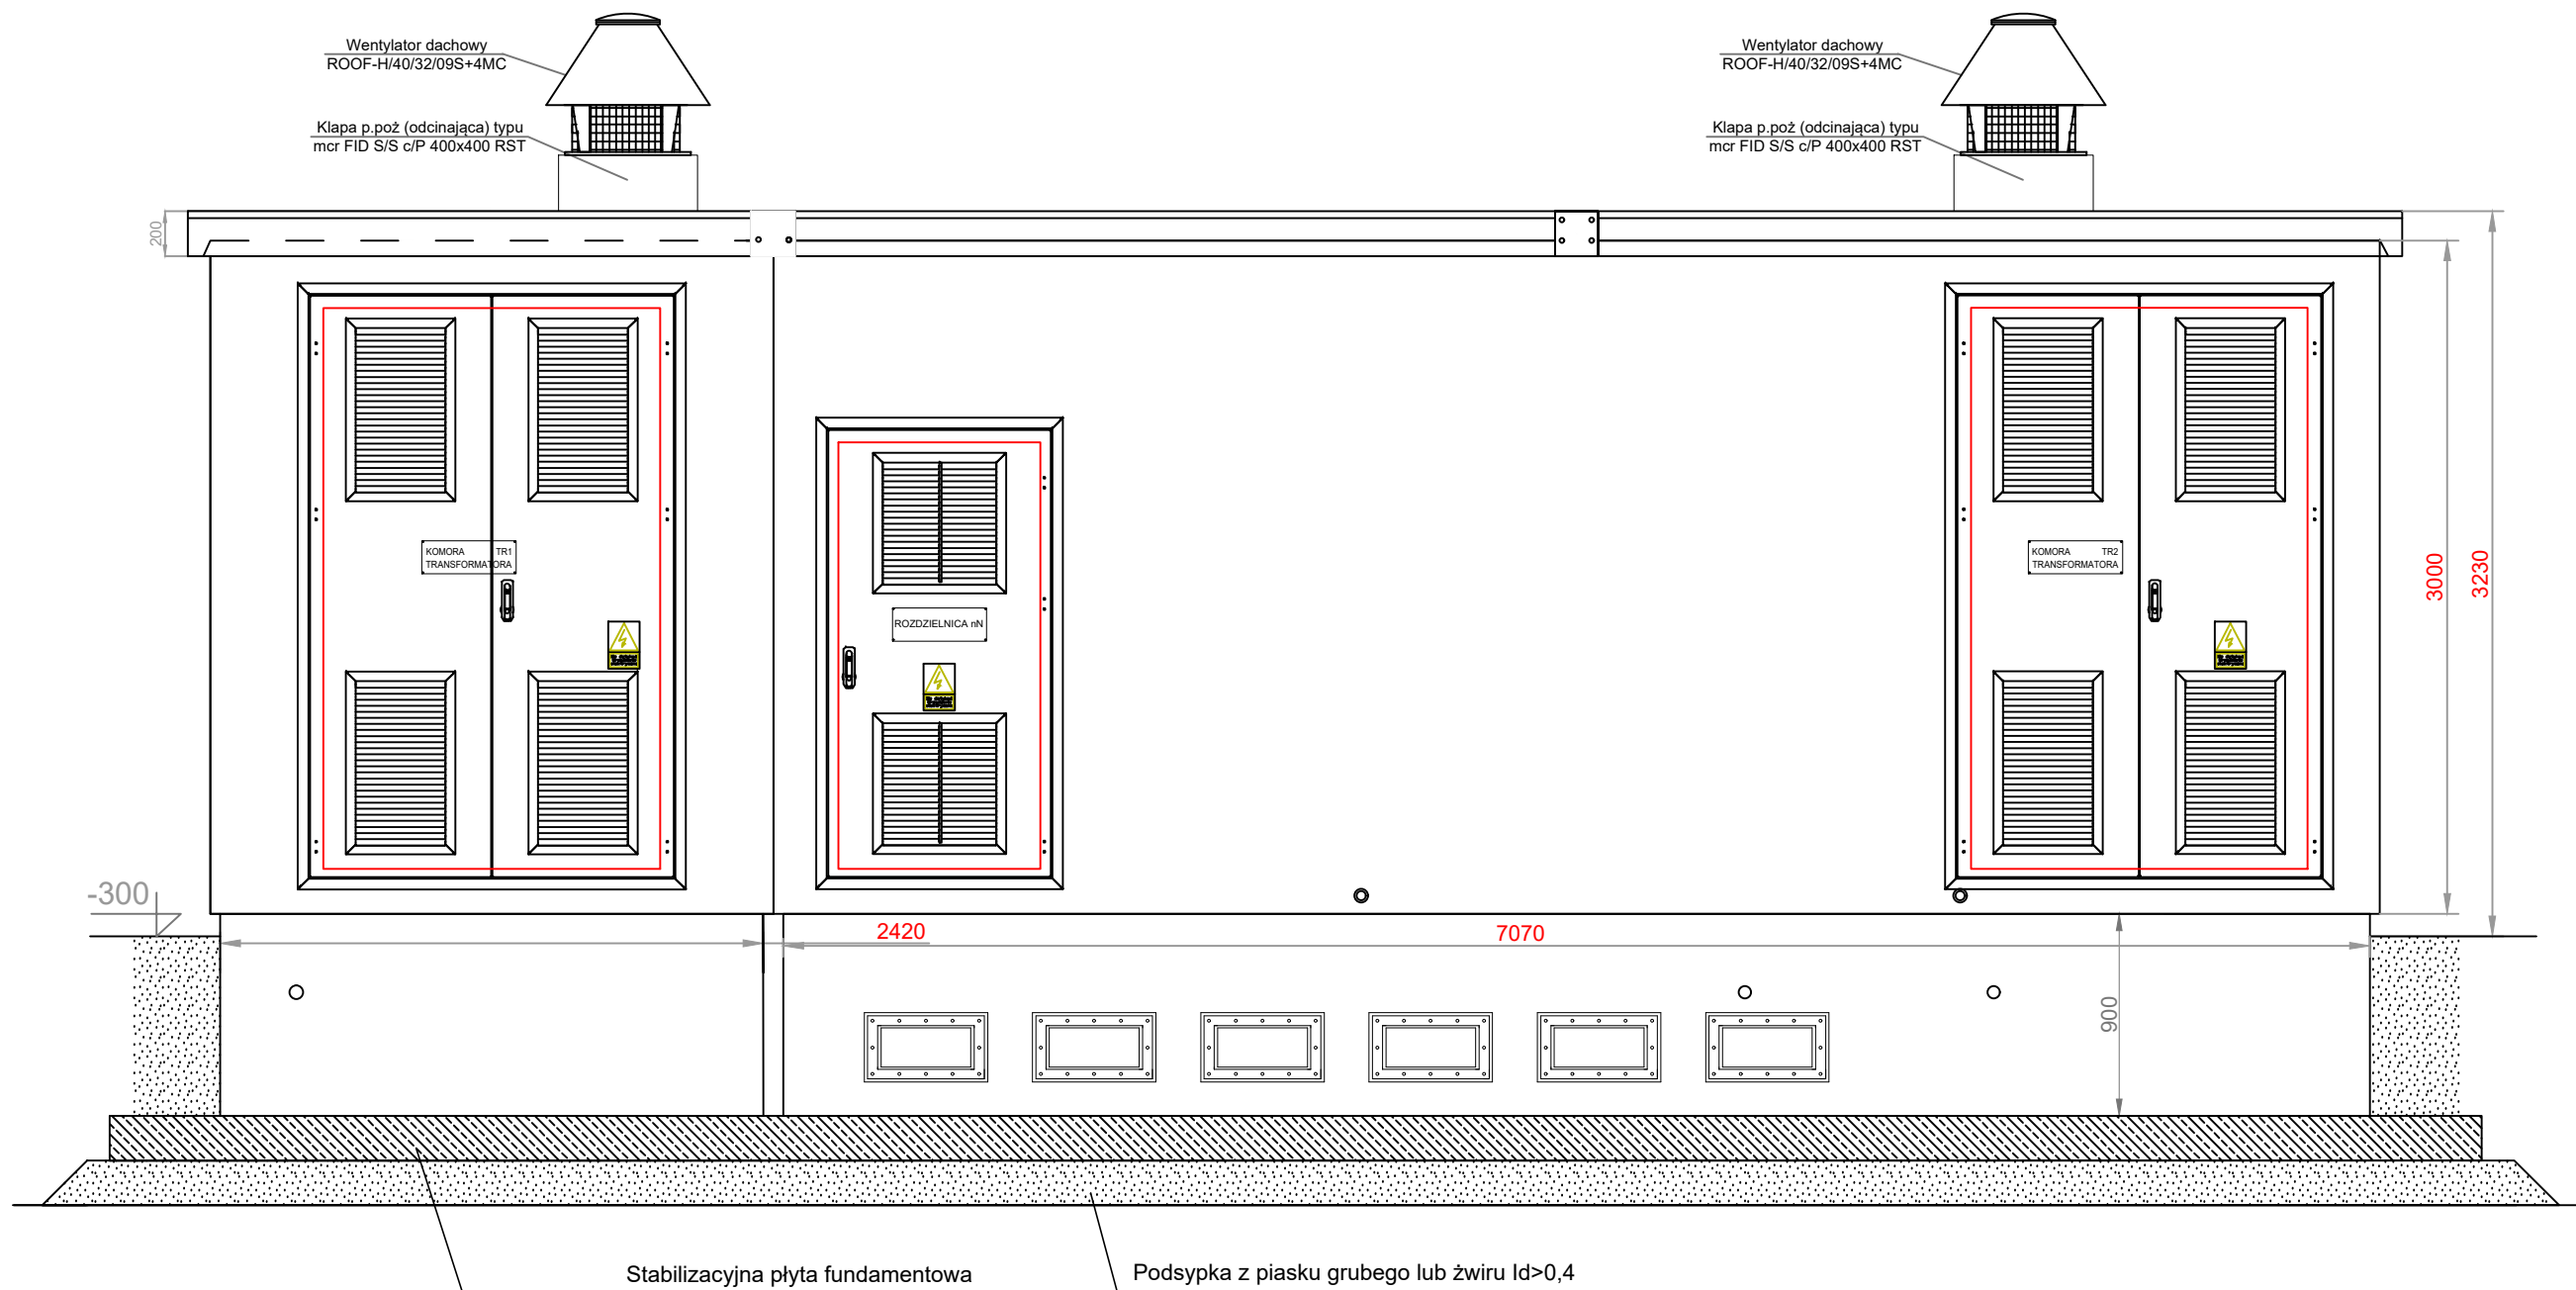 Wentylator dachowy
ROOF-H/40/32/09S+4MC
Wentylator dachowy
ROOF-H/40/32/09S+4MC
Klapa p.poż (odcinająca) typu
mcr FID S/S c/P 400x400 RST
Klapa p.poż (odcinająca) typu
mcr FID S/S c/P 400x400 RST
200
KOMORA TR1
TRANSFORMATORA
KOMORA TR2
TRANSFORMATORA
ROZDZIELNICA nN
3000
3230
-300
2420
7070
900
Stabilizacyjna płyta fundamentowa
Podsypka z piasku grubego lub żwiru Id>0,4